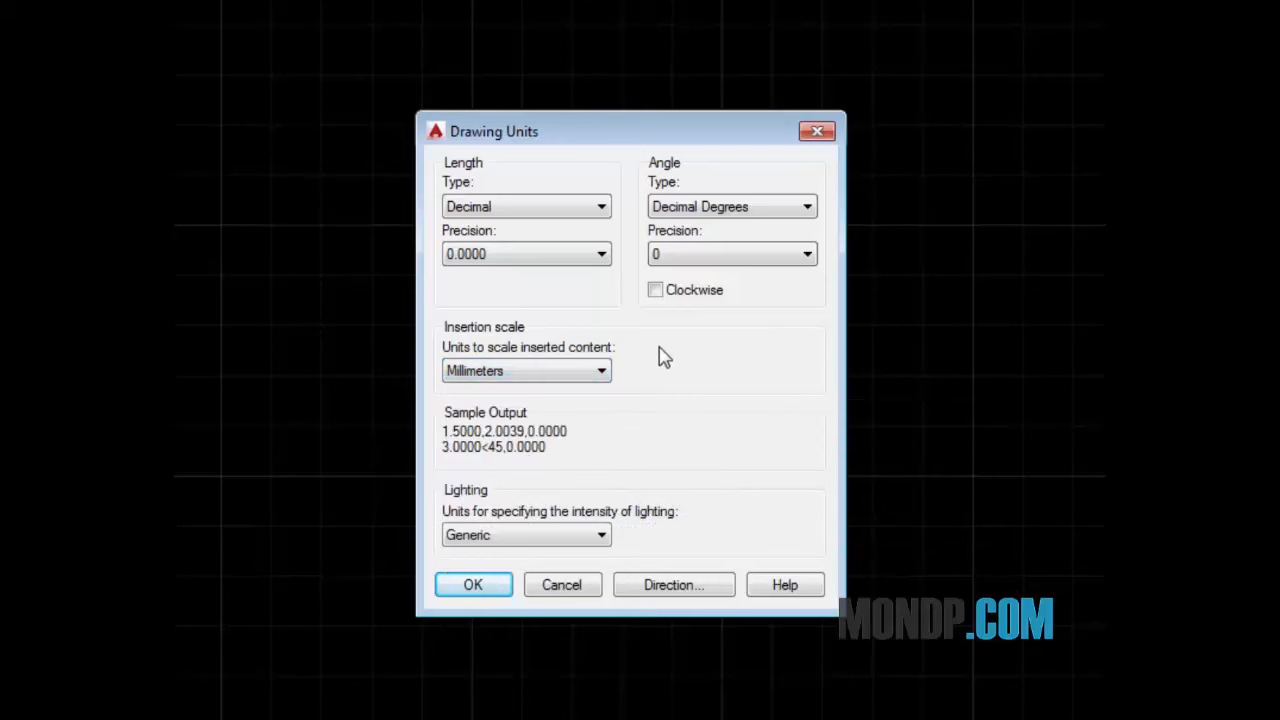 Drawing Units
Length
Type:
Decimal
Precision:
0.0000
Angle
Type:
Decimal Degrees
Precision:
0
Clockwise
Insertion scale
Units to scale inserted content:
Millimeters
Sample Output
1.5000,2.0039,0.0000
3.0000<45,0.0000
Lighting
Units for specifying the intensity of lighting:
Generic
OK Cancel Direction... Help
MONDP.COM